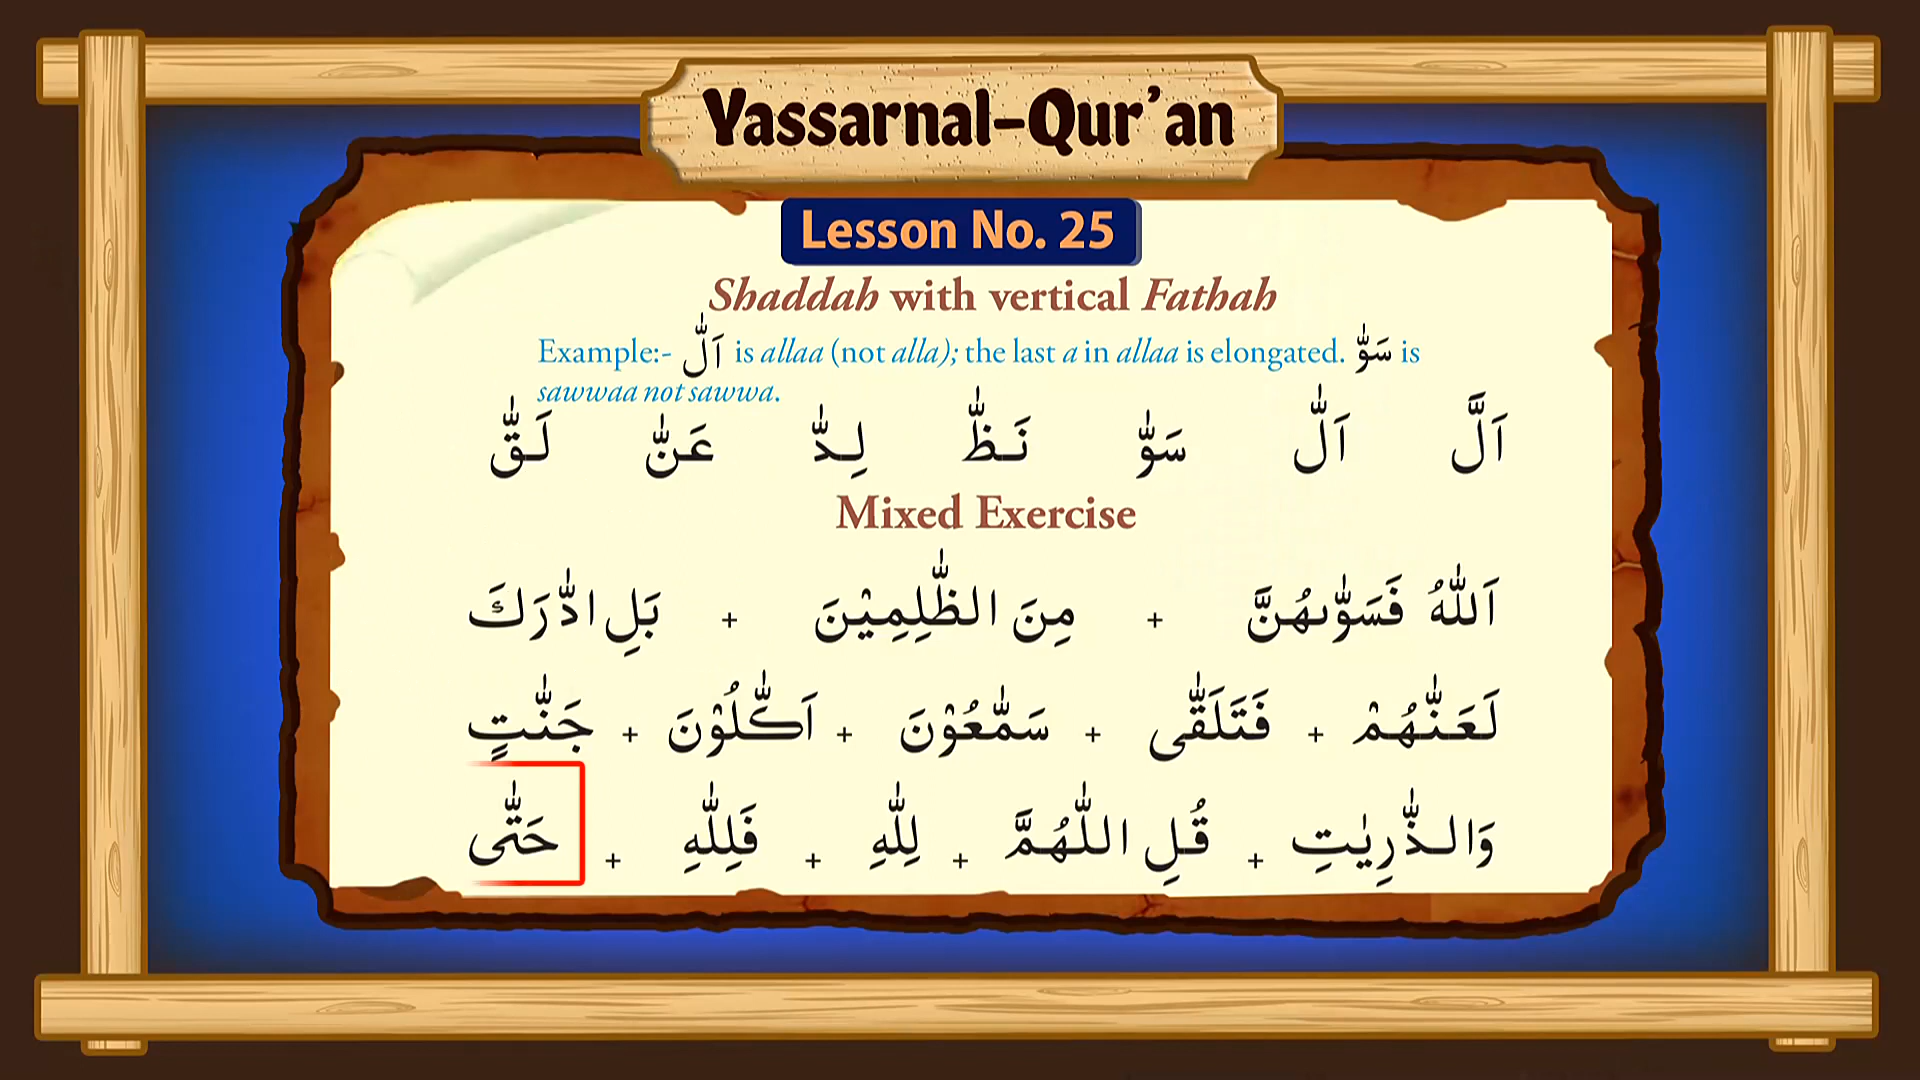 Yassarnal-Qur'an
Lesson No. 25
Shaddah with vertical Fathah
Example:- اَلّٰ is allaa (not alla); the last a in allaa is elongated. سَوّٰ is
sawwaa not sawwa.
اَلَّ اَلّٰ سَوّٰ نَظّٰ لِدّٰ عَنّٰ لَقّٰ
Mixed Exercise
اَللّٰهُ فَسَوّٰىهُنَّ + مِنَ الظّٰلِمِيْنَ + بَلِ ادّٰرَكَ
لَعَنّٰهُمْ + فَتَلَقّٰى + سَمّٰعُوْنَ + اَكّٰلُوْنَ + جَنّٰتٍ
وَالذّٰرِيٰتِ + قُلِ اللّٰهُمَّ + لِلّٰهِ + فَلِلّٰهِ + حَتّٰى